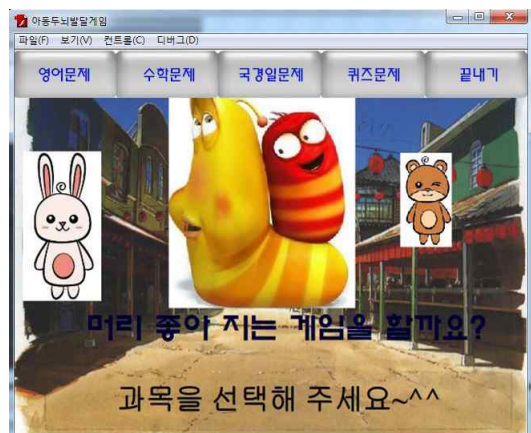 아동두뇌발달게임
파일(F) 보기(V) 컨트롤(C) 디버그(D)
영어문제 수학문제 국경일문제 퀴즈문제 끝내기
머리 좋아 지는 게임을 할까요?
과목을 선택해 주세요~^^